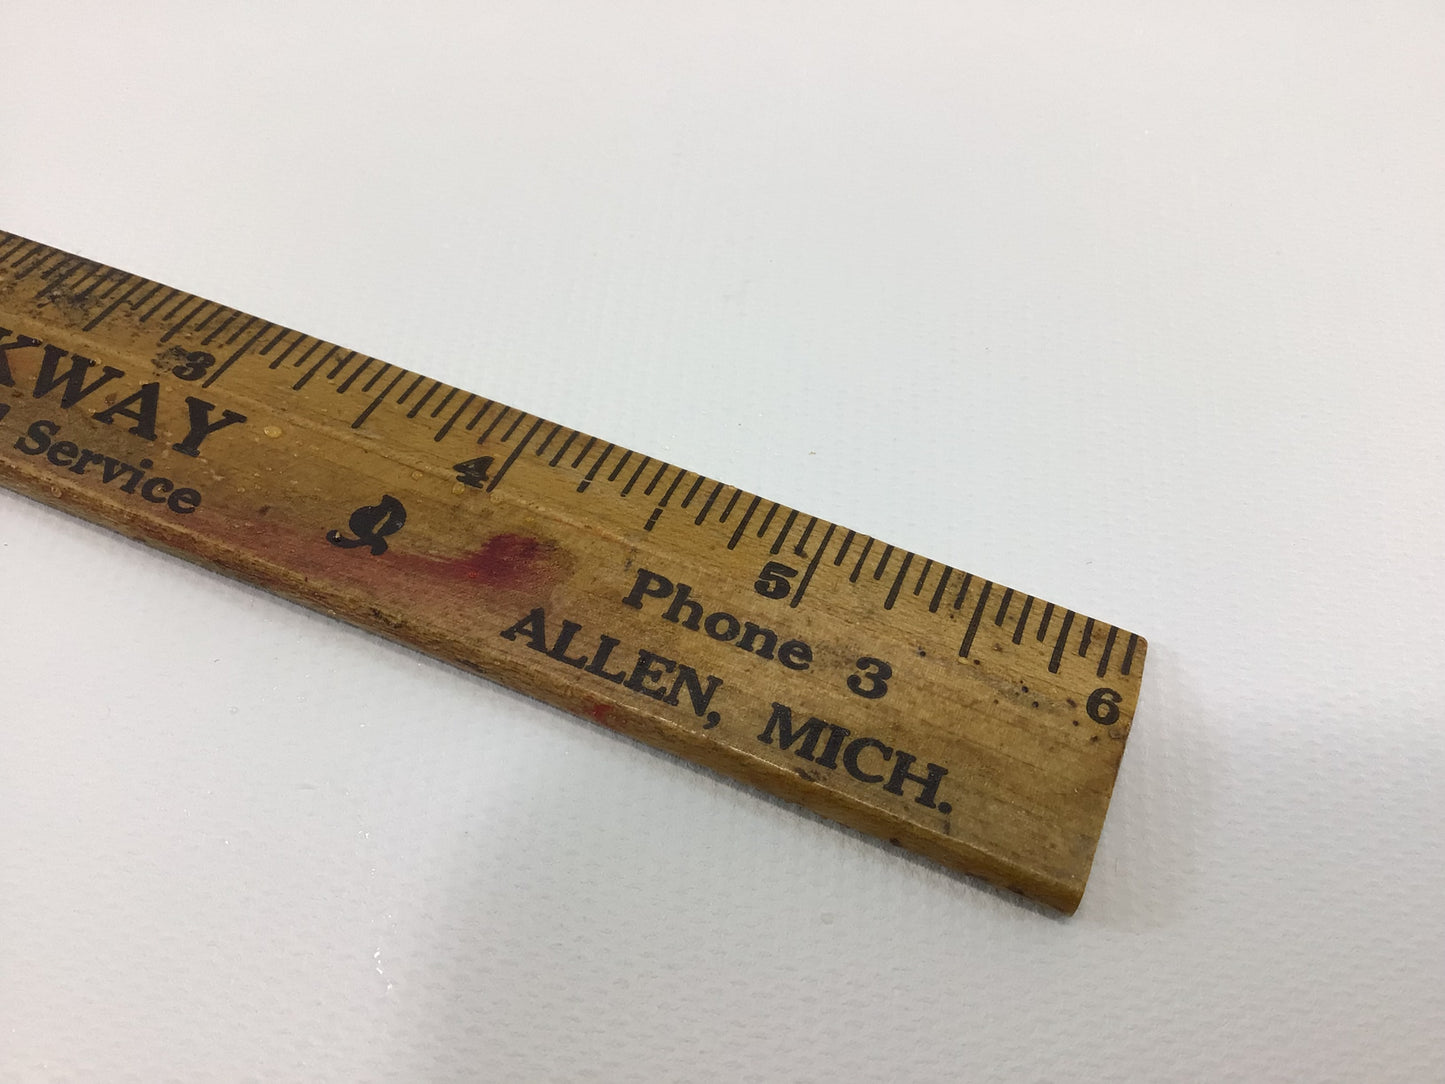 3 4 5 6
KWAY
Service
Phone 3
ALLEN, MICH.